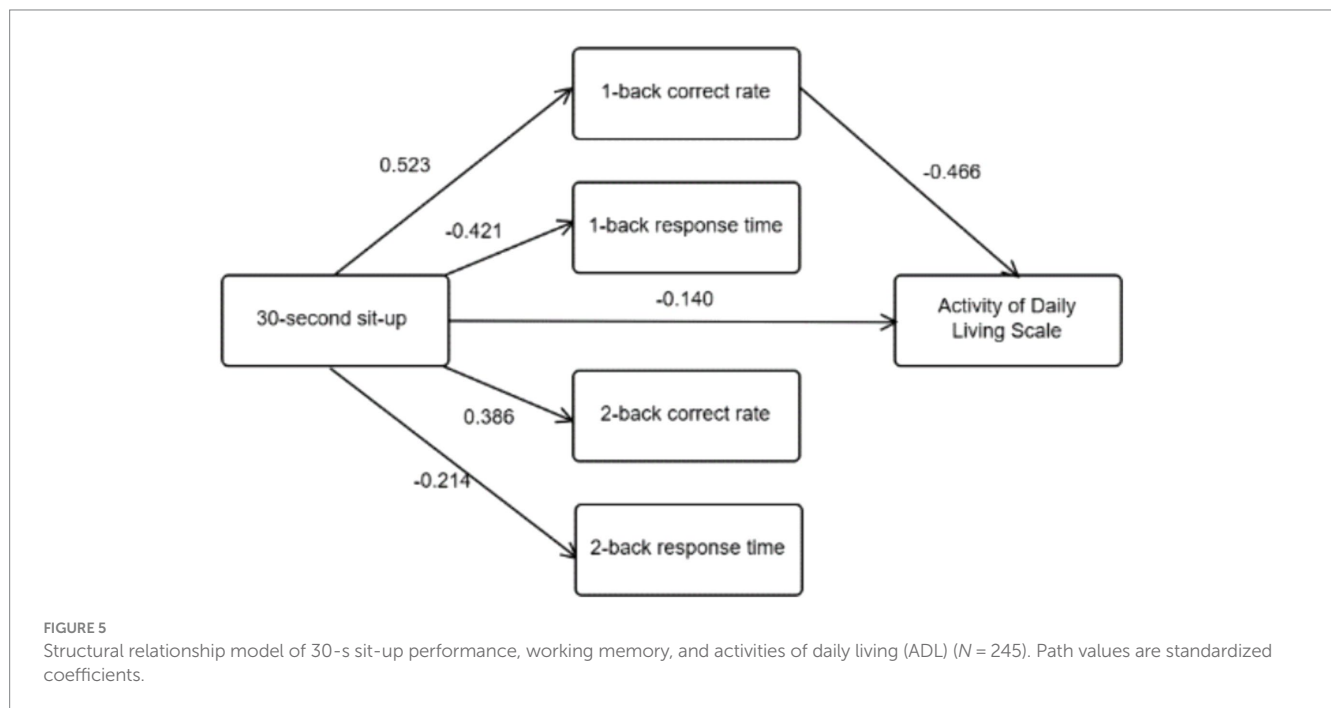 1-back correct rate
0.523
-0.466
-0.421
1-back response time
30-second sit-up
-0.140
Activity of Daily
Living Scale
0.386
2-back correct rate
-0.214
2-back response time
FIGURE 5
Structural relationship model of 30-s sit-up performance, working memory, and activities of daily living (ADL) (N = 245). Path values are standardized
coefficients.